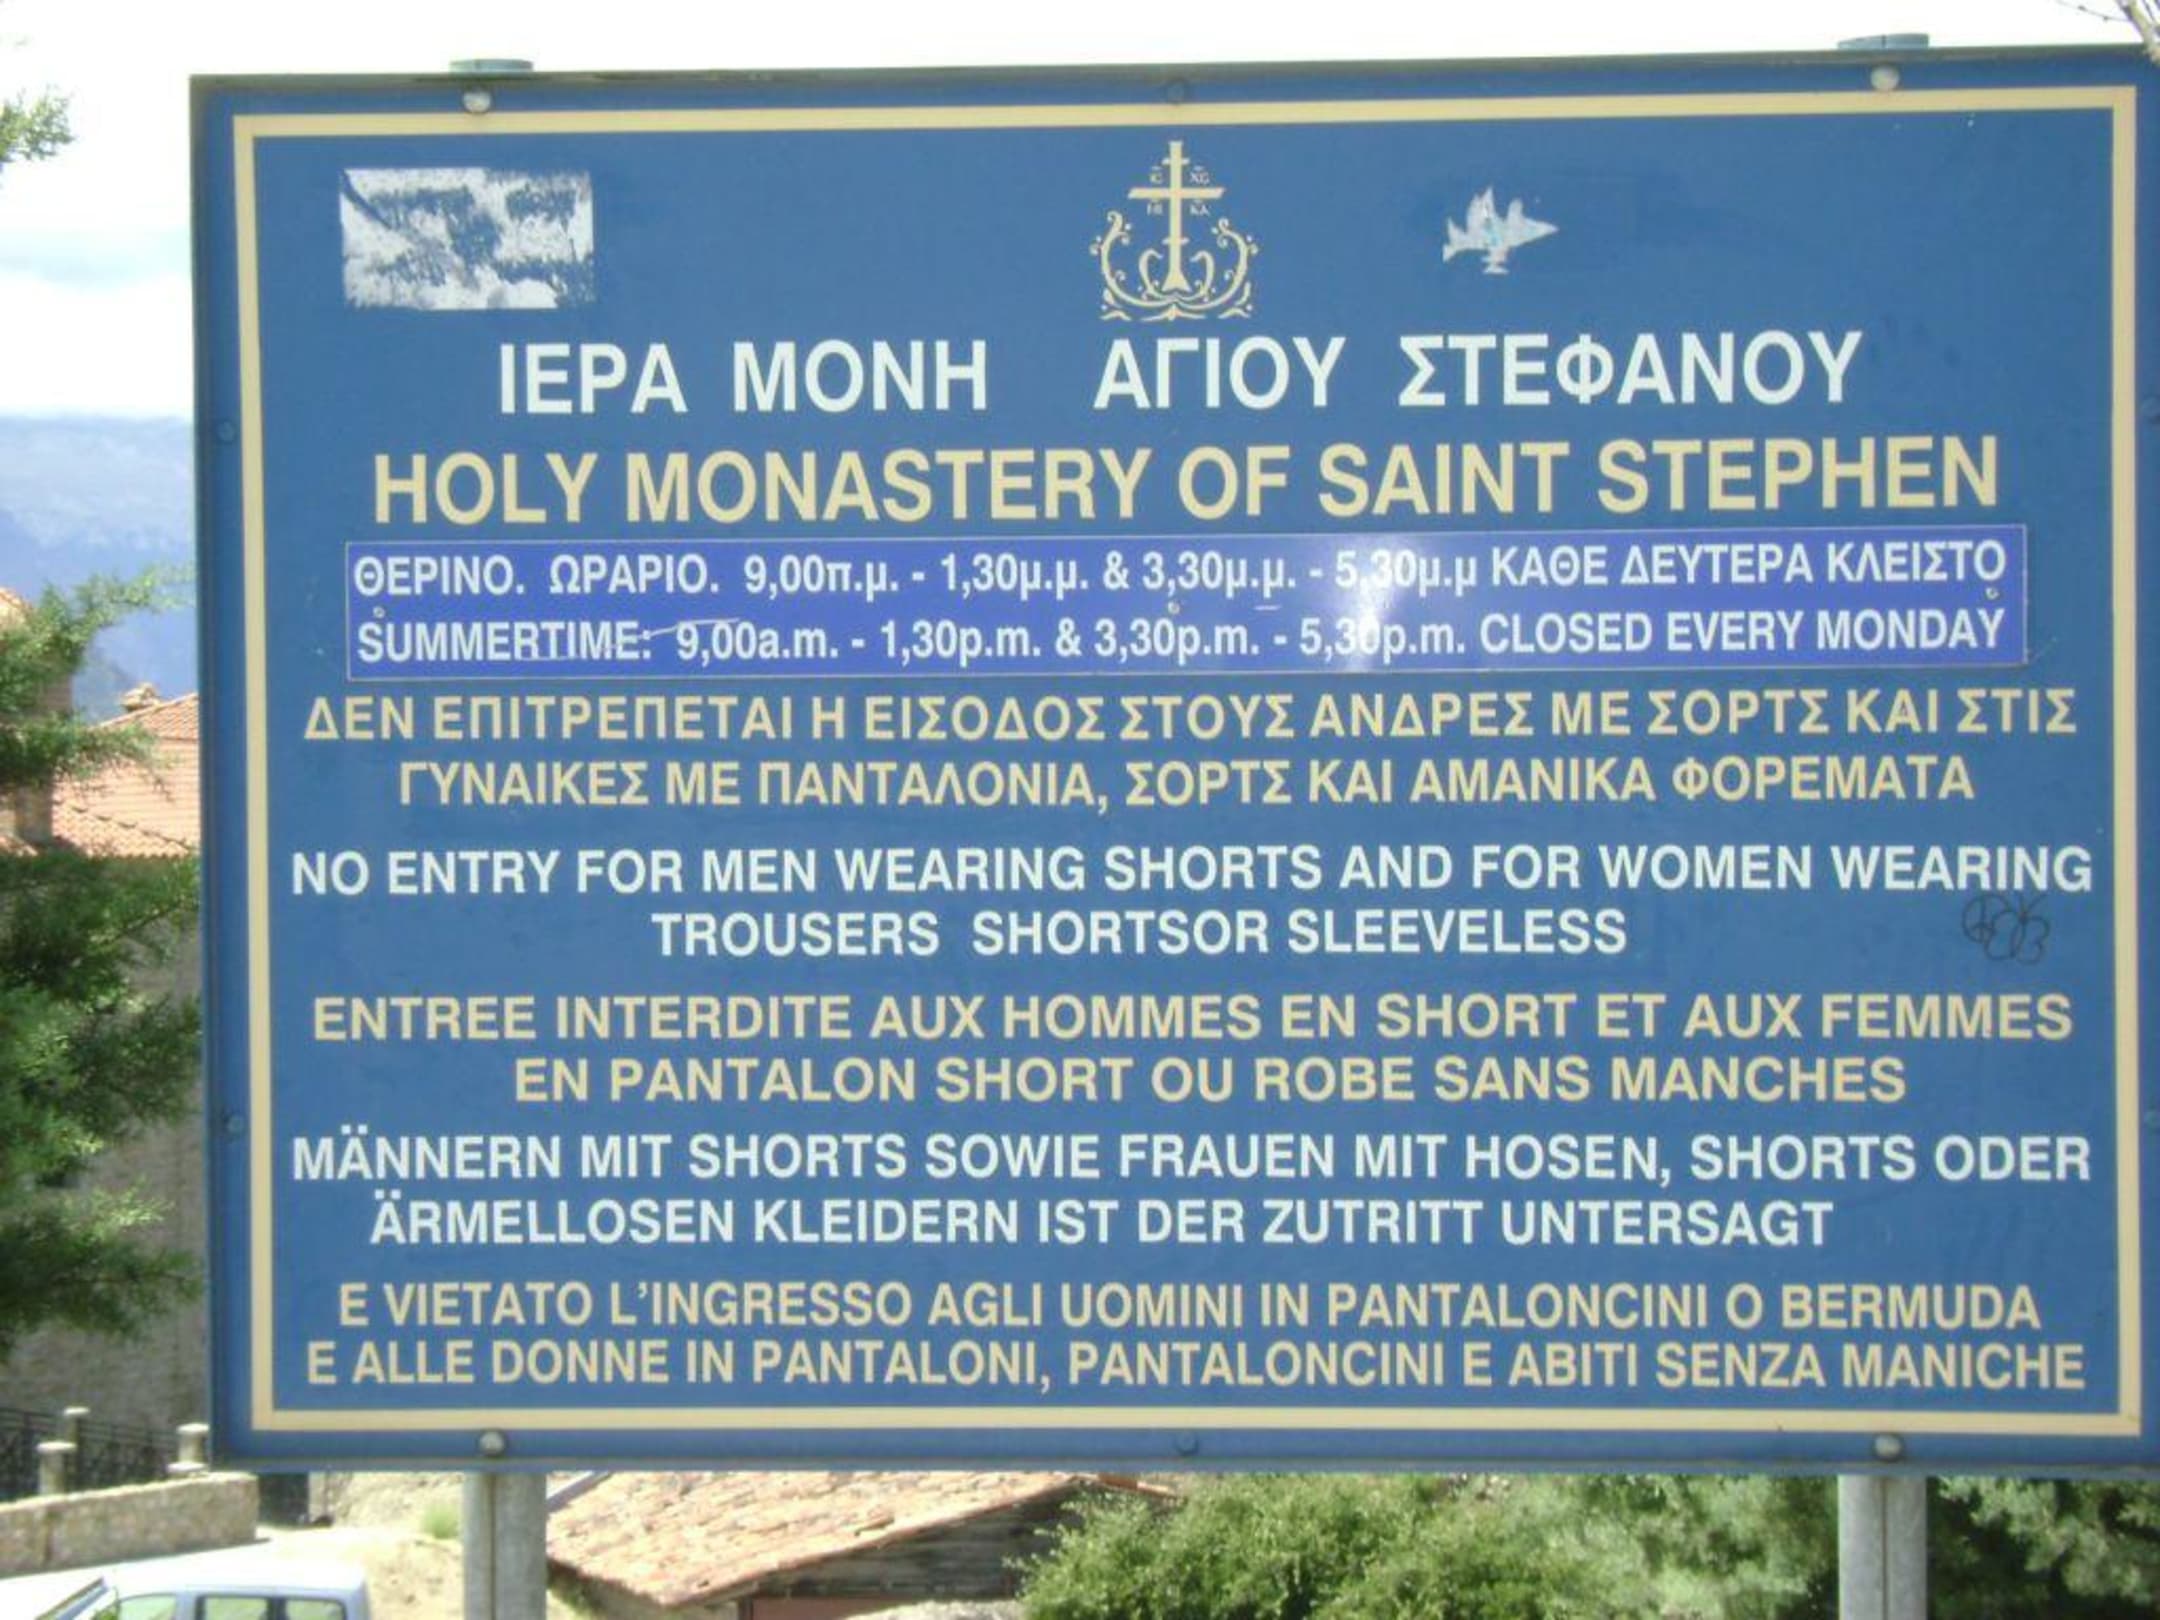 ΙΕΡΑ ΜΟΝΗ ΑΓΙΟΥ ΣΤΕΦΑΝΟΥ
HOLY MONASTERY OF SAINT STEPHEN
ΘΕΡΙΝΟ. ΩΡΑΡΙΟ. 9,00π.μ. - 1,30μ.μ. & 3,30μ.μ. - 5,30μ.μ ΚΑΘΕ ΔΕΥΤΕΡΑ ΚΛΕΙΣΤΟ
SUMMERTIME: 9,00a.m. - 1,30p.m. & 3,30p.m. - 5,30p.m. CLOSED EVERY MONDAY
ΔΕΝ ΕΠΙΤΡΕΠΕΤΑΙ Η ΕΙΣΟΔΟΣ ΣΤΟΥΣ ΑΝΔΡΕΣ ΜΕ ΣΟΡΤΣ ΚΑΙ ΣΤΙΣ
ΓΥΝΑΙΚΕΣ ΜΕ ΠΑΝΤΑΛΟΝΙΑ, ΣΟΡΤΣ ΚΑΙ ΑΜΑΝΙΚΑ ΦΟΡΕΜΑΤΑ
NO ENTRY FOR MEN WEARING SHORTS AND FOR WOMEN WEARING
TROUSERS SHORTSOR SLEEVELESS
ENTREE INTERDITE AUX HOMMES EN SHORT ET AUX FEMMES
EN PANTALON SHORT OU ROBE SANS MANCHES
MÄNNERN MIT SHORTS SOWIE FRAUEN MIT HOSEN, SHORTS ODER
ÄRMELLOSEN KLEIDERN IST DER ZUTRITT UNTERSAGT
E VIETATO L'INGRESSO AGLI UOMINI IN PANTALONCINI O BERMUDA
E ALLE DONNE IN PANTALONI, PANTALONCINI E ABITI SENZA MANICHE